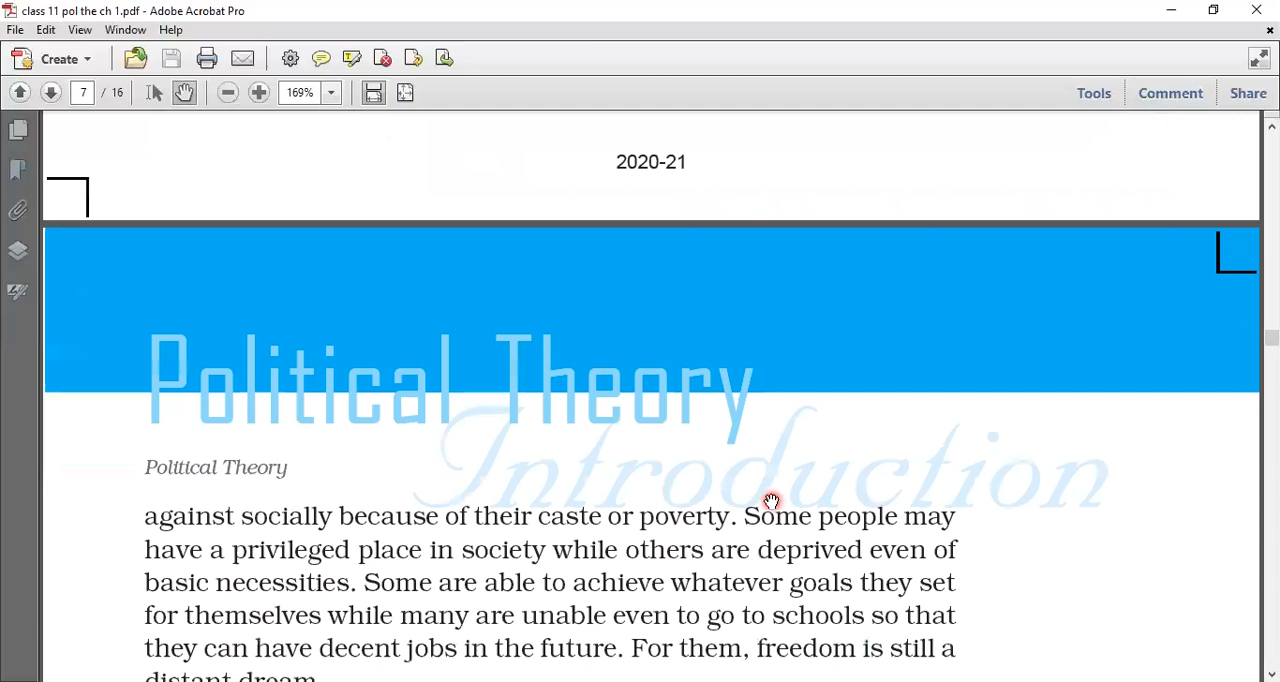 class 11 pol the ch 1.pdf - Adobe Acrobat Pro
File Edit View Window Help
Create
7 / 16 169% Tools Comment Share
2020-21
Political Theory
Introduction
Political Theory
against socially because of their caste or poverty. Some people may
have a privileged place in society while others are deprived even of
basic necessities. Some are able to achieve whatever goals they set
for themselves while many are unable even to go to schools so that
they can have decent jobs in the future. For them, freedom is still a
distant dream.